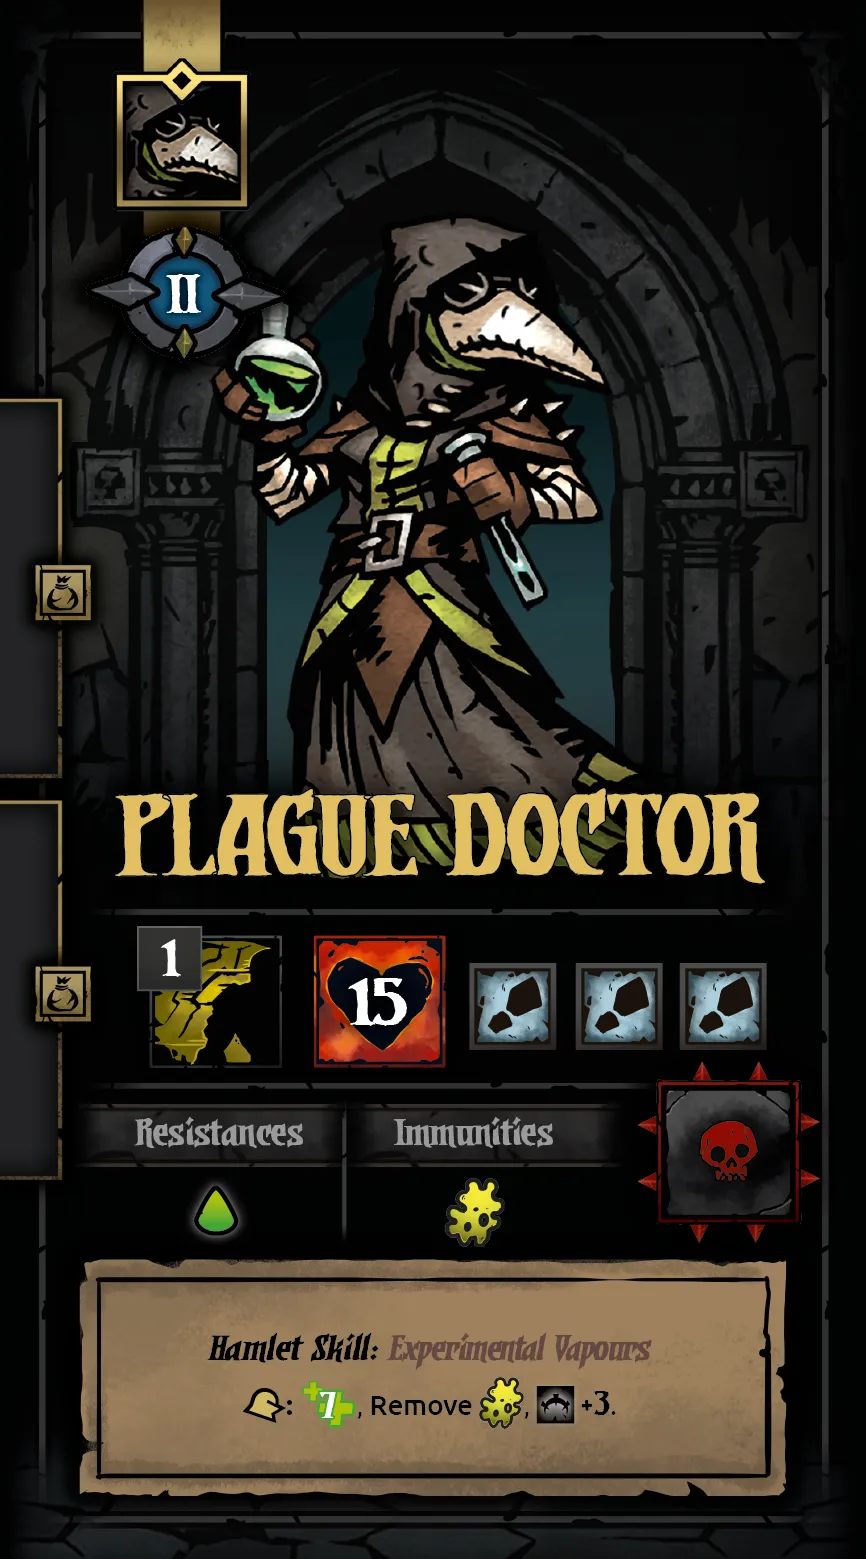 II
PLAGUE DOCTOR
1
15
Resistances
Immunities
Hamlet Skill: Experimental Vapours
: 7, Remove , +3.